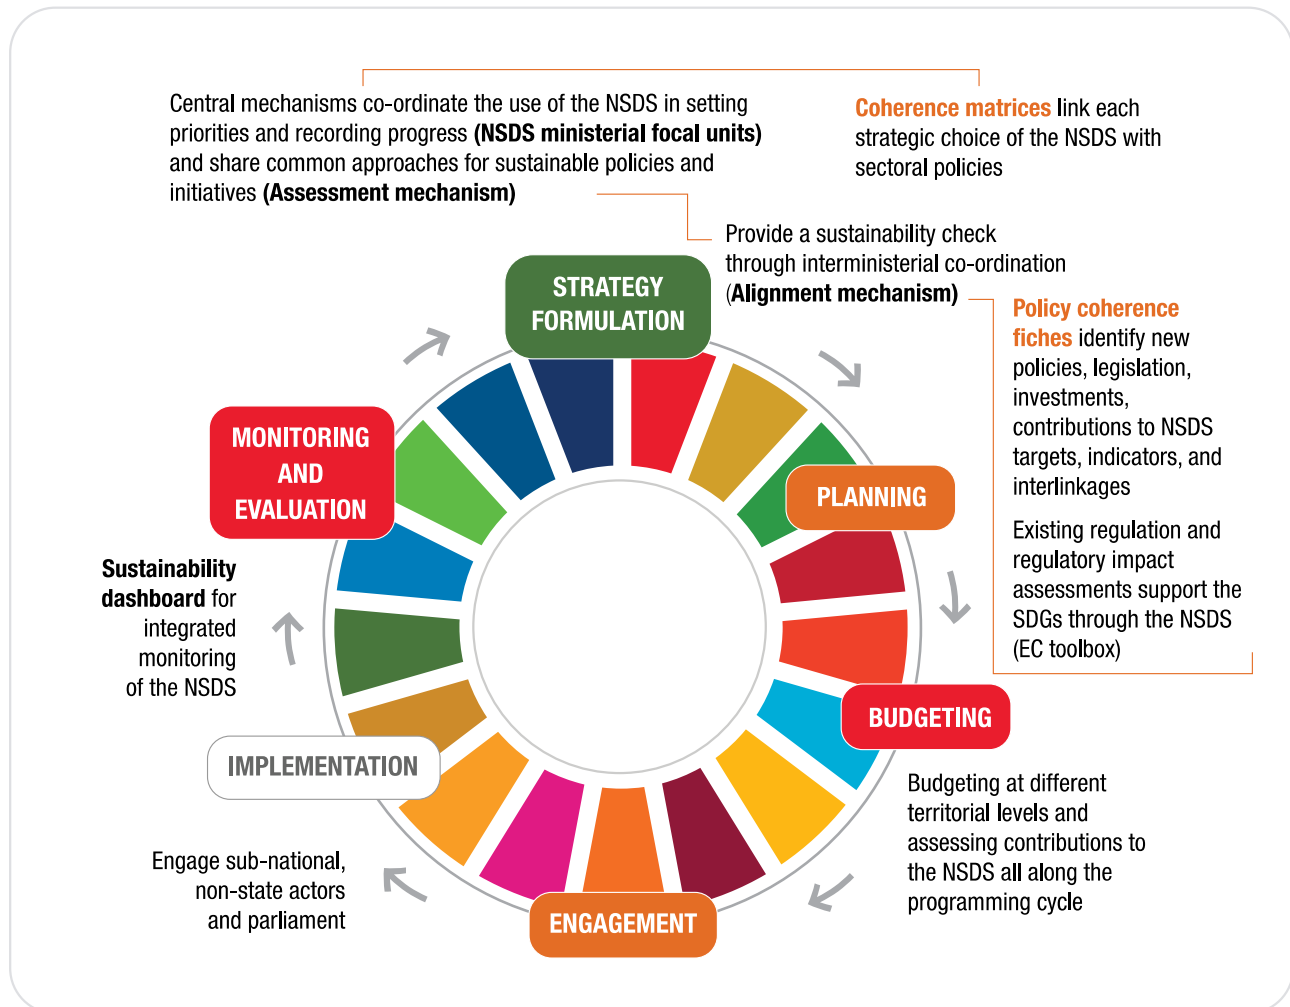 Central mechanisms co-ordinate the use of the NSDS in setting
priorities and recording progress (NSDS ministerial focal units)
and share common approaches for sustainable policies and
initiatives (Assessment mechanism)
Coherence matrices link each
strategic choice of the NSDS with
sectoral policies
Provide a sustainability check
through interministerial co-ordination
(Alignment mechanism)
Policy coherence
fiches identify new
policies, legislation,
investments,
contributions to NSDS
targets, indicators, and
interlinkages
Existing regulation and
regulatory impact
assessments support the
SDGs through the NSDS
(EC toolbox)
STRATEGY
FORMULATION
PLANNING
BUDGETING
Budgeting at different
territorial levels and
assessing contributions to
the NSDS all along the
programming cycle
ENGAGEMENT
Engage sub-national,
non-state actors
and parliament
IMPLEMENTATION
Sustainability
dashboard for
integrated
monitoring
of the NSDS
MONITORING
AND
EVALUATION